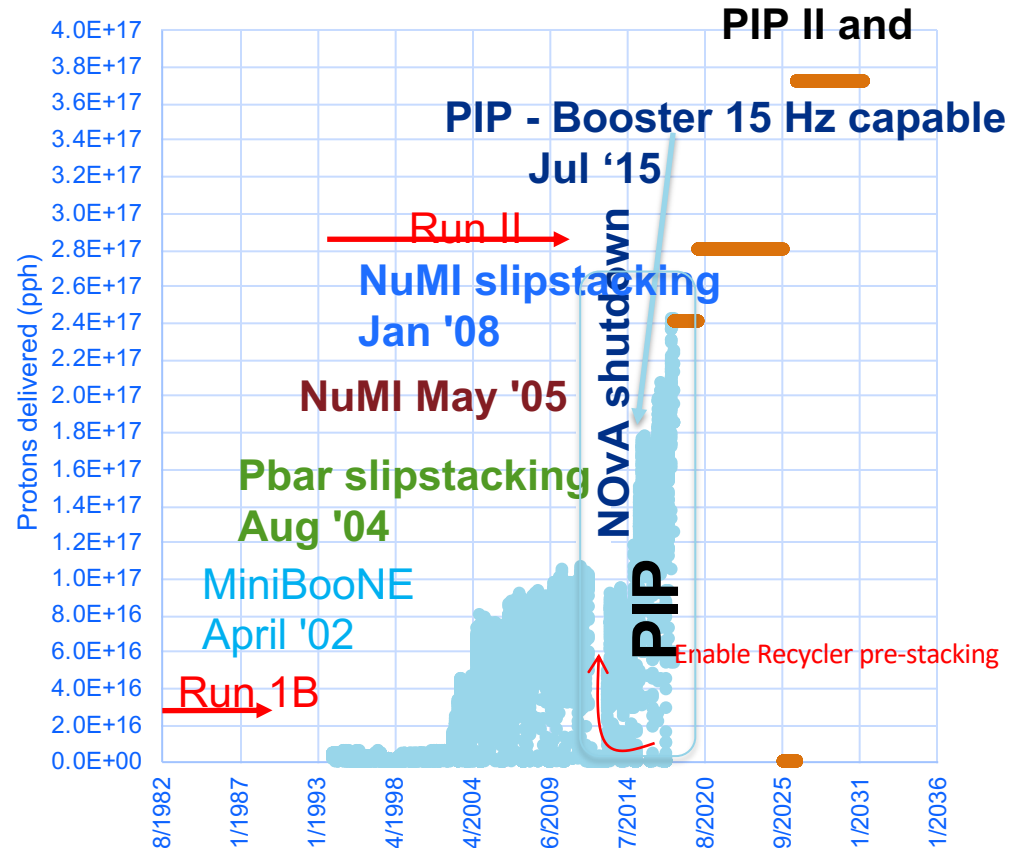 PIP II and
4.0E+17
3.8E+17
3.6E+17
3.4E+17
3.2E+17
3.0E+17
2.8E+17
2.6E+17
2.4E+17
2.2E+17
2.0E+17
1.8E+17
1.6E+17
1.4E+17
1.2E+17
1.0E+17
8.0E+16
6.0E+16
4.0E+16
2.0E+16
0.0E+00
Protons delivered (pph)
PIP - Booster 15 Hz capable
Jul ‘15
Run II
NuMI slipstacking
Jan '08
NOvA shutdown
NuMI May '05
Pbar slipstacking
Aug '04
MiniBooNE
April '02
PIP
Enable Recycler pre-stacking
Run 1B
8/1982
1/1987
1/1993
4/1998
4/2004
6/2009
7/2014
8/2020
9/2025
1/2031
1/2036